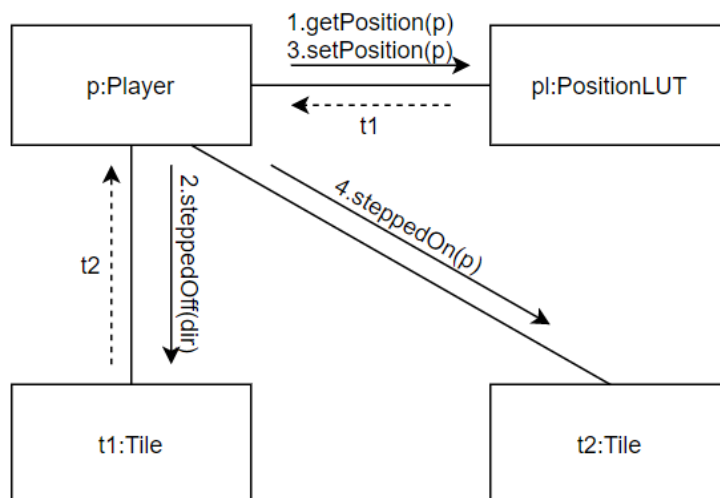 1.getPosition(p)
3.setPosition(p)
p:Player
pl:PositionLUT
t1
2.steppedOff(dir)
4.steppedOn(p)
t2
t1:Tile
t2:Tile